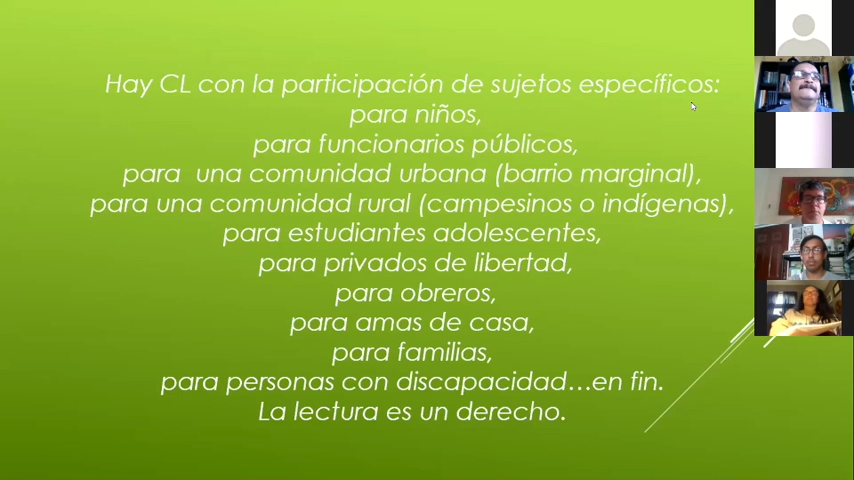 Hay CL con la participación de sujetos específicos:
para niños,
para funcionarios públicos,
para una comunidad urbana (barrio marginal),
para una comunidad rural (campesinos o indígenas),
para estudiantes adolescentes,
para privados de libertad,
para obreros,
para amas de casa,
para familias,
para personas con discapacidad…en fin.
La lectura es un derecho.